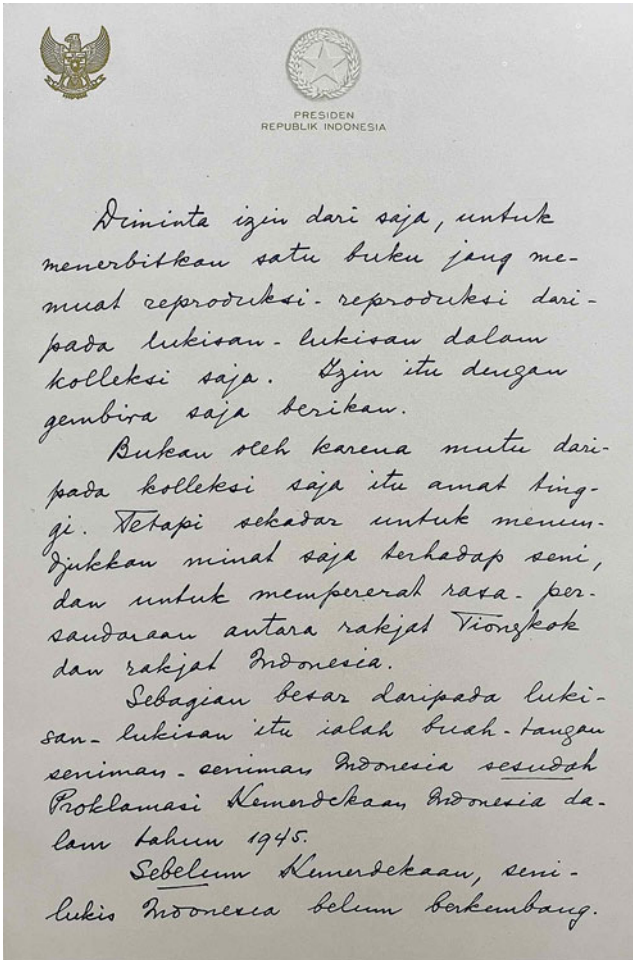 PRESIDEN
REPUBLIK INDONESIA
Diminta izin dari saja, untuk
menerbitkan satu buku jang me-
muat reproduksi-reproduksi dari-
pada lukisan-lukisan dalam
kolleksi saja. Izin itu dengan
gembira saja berikan.
Bukan oleh karena mutu dari-
pada kolleksi saja itu amat ting-
gi. Tetapi sekadar untuk menun-
djukkan minat saja terhadap seni,
dan untuk mempererat rasa-per-
saudaraan antara rakjat Tiongkok
dan rakjat Indonesia.
Sebagian besar daripada luki-
san-lukisan itu ialah buah-tangan
seniman-seniman Indonesia sesudah
Proklamasi Kemerdekaan Indonesia da-
lam tahun 1945.
Sebelum Kemerdekaan, seni-
lukis Indonesia belum berkembang.